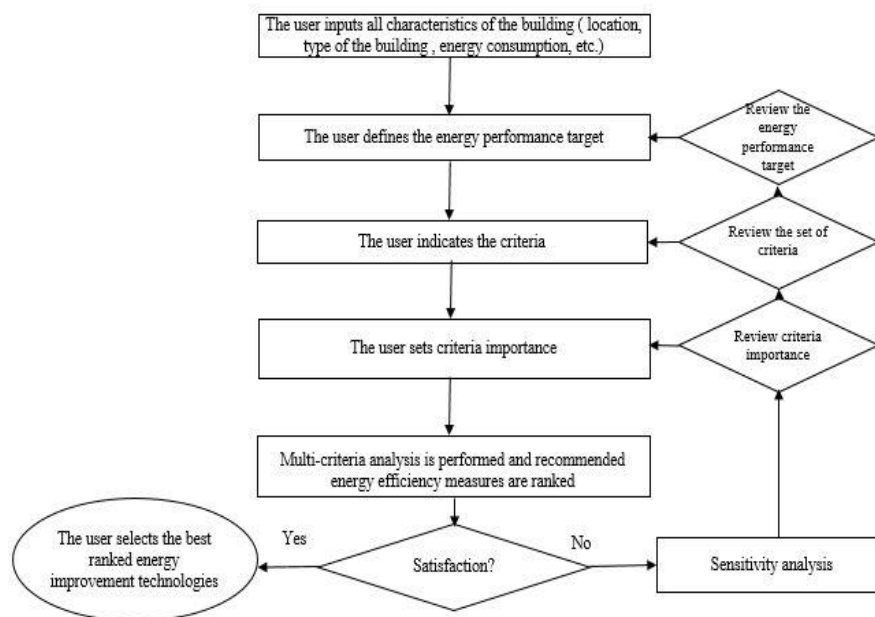 The user inputs all characteristics of the building ( location,
type of the building , energy consumption, etc.)
Review the
energy
performance
target
The user defines the energy performance target
Review the set of
criteria
The user indicates the criteria
Review criteria
importance
The user sets criteria importance
Multi-criteria analysis is performed and recommended
energy efficiency measures are ranked
The user selects the best
ranked energy
improvement technologies
Yes
Satisfaction?
No
Sensitivity analysis